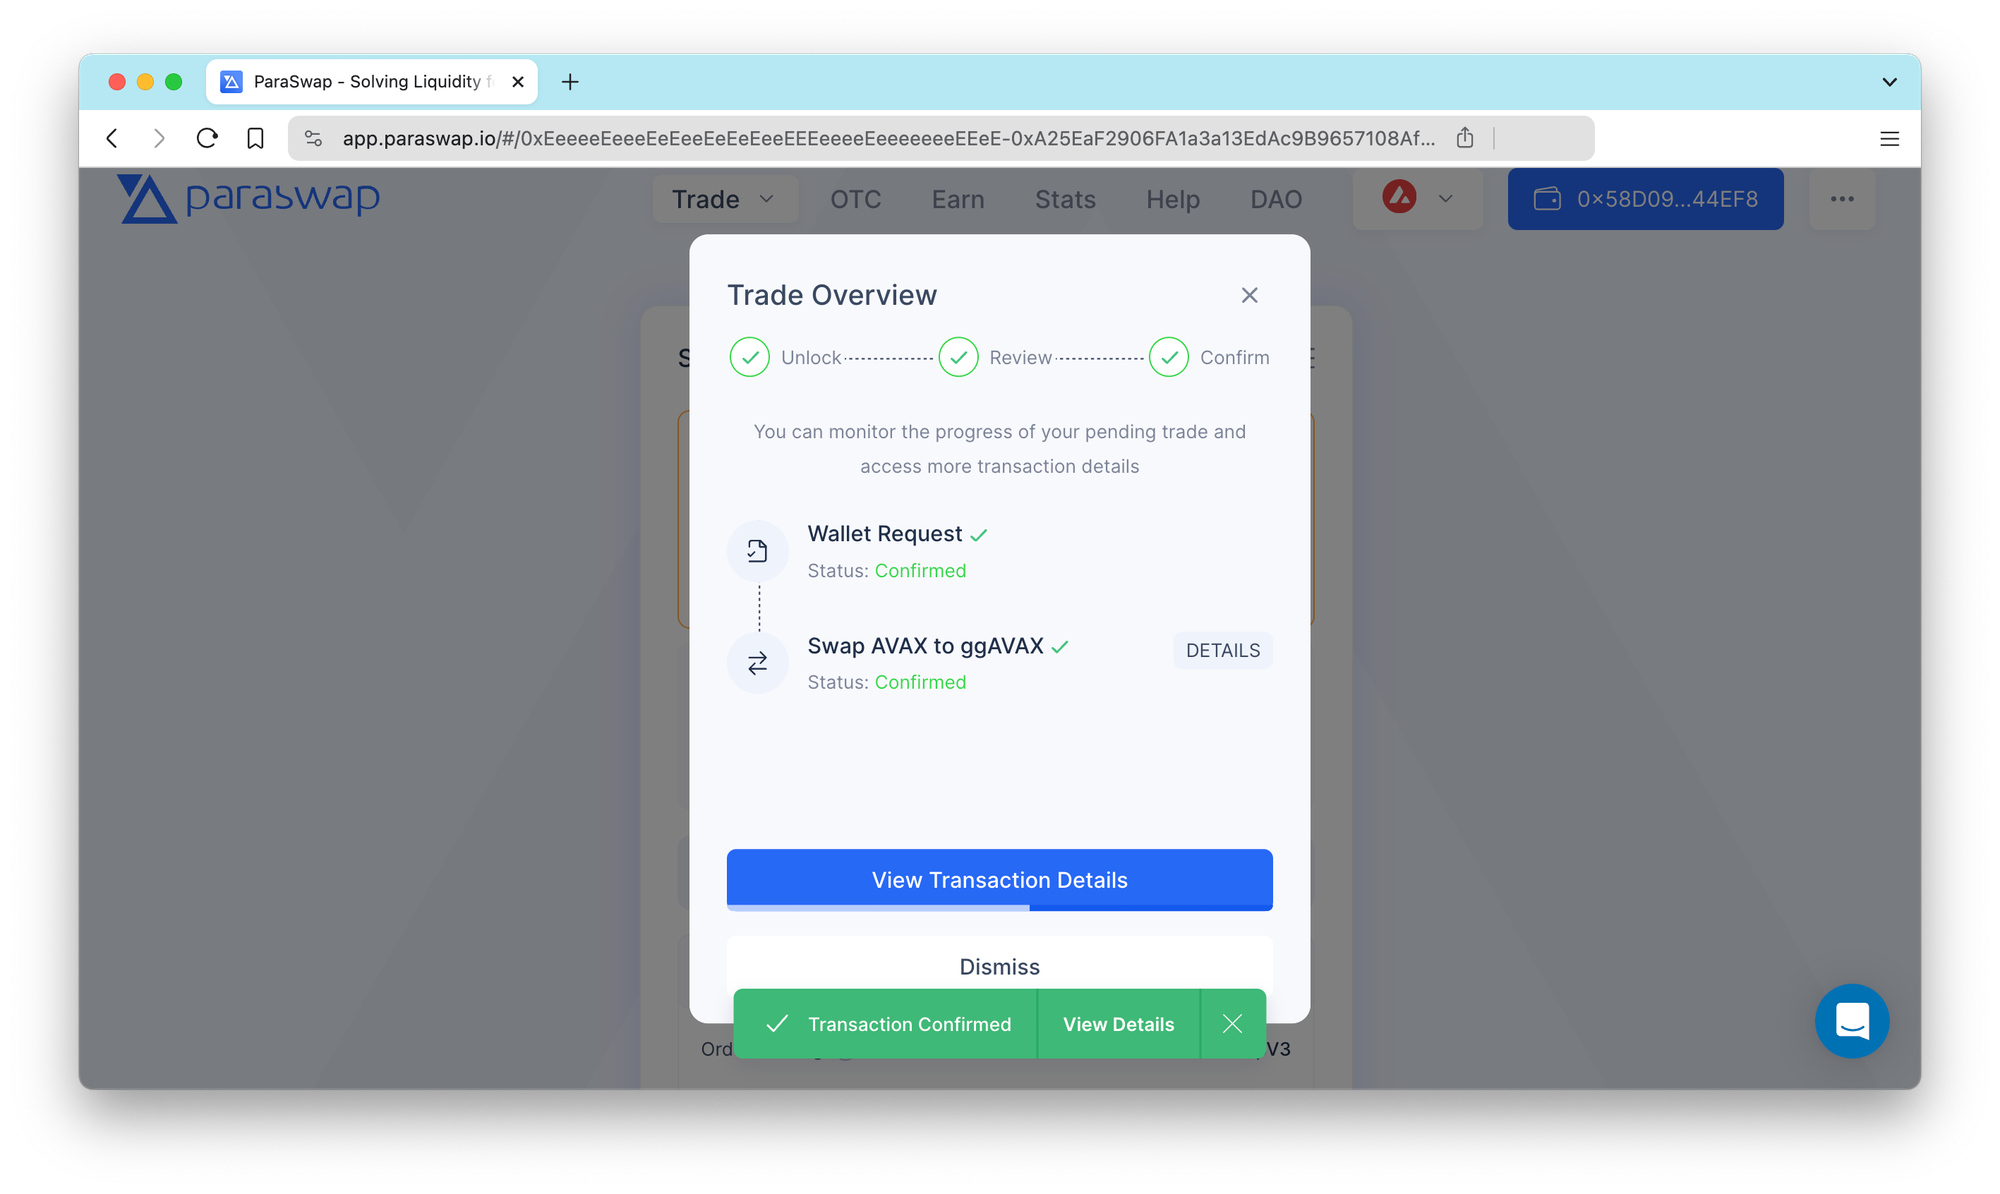 ParaSwap - Solving Liquidity f
app.paraswap.io/#/0xEeeeeEeeeEeEeeEeEeEeeEEEeeeeEeeeeeeeEEeE-0xA25EaF2906FA1a3a13EdAc9B9657108Af...
paraswap
Trade OTC Earn Stats Help DAO 0x58D09...44EF8
Trade Overview
Unlock Review Confirm
You can monitor the progress of your pending trade and
access more transaction details
Wallet Request
Status: Confirmed
Swap AVAX to ggAVAX
DETAILS
Status: Confirmed
View Transaction Details
Dismiss
Transaction Confirmed View Details
Ord
V3